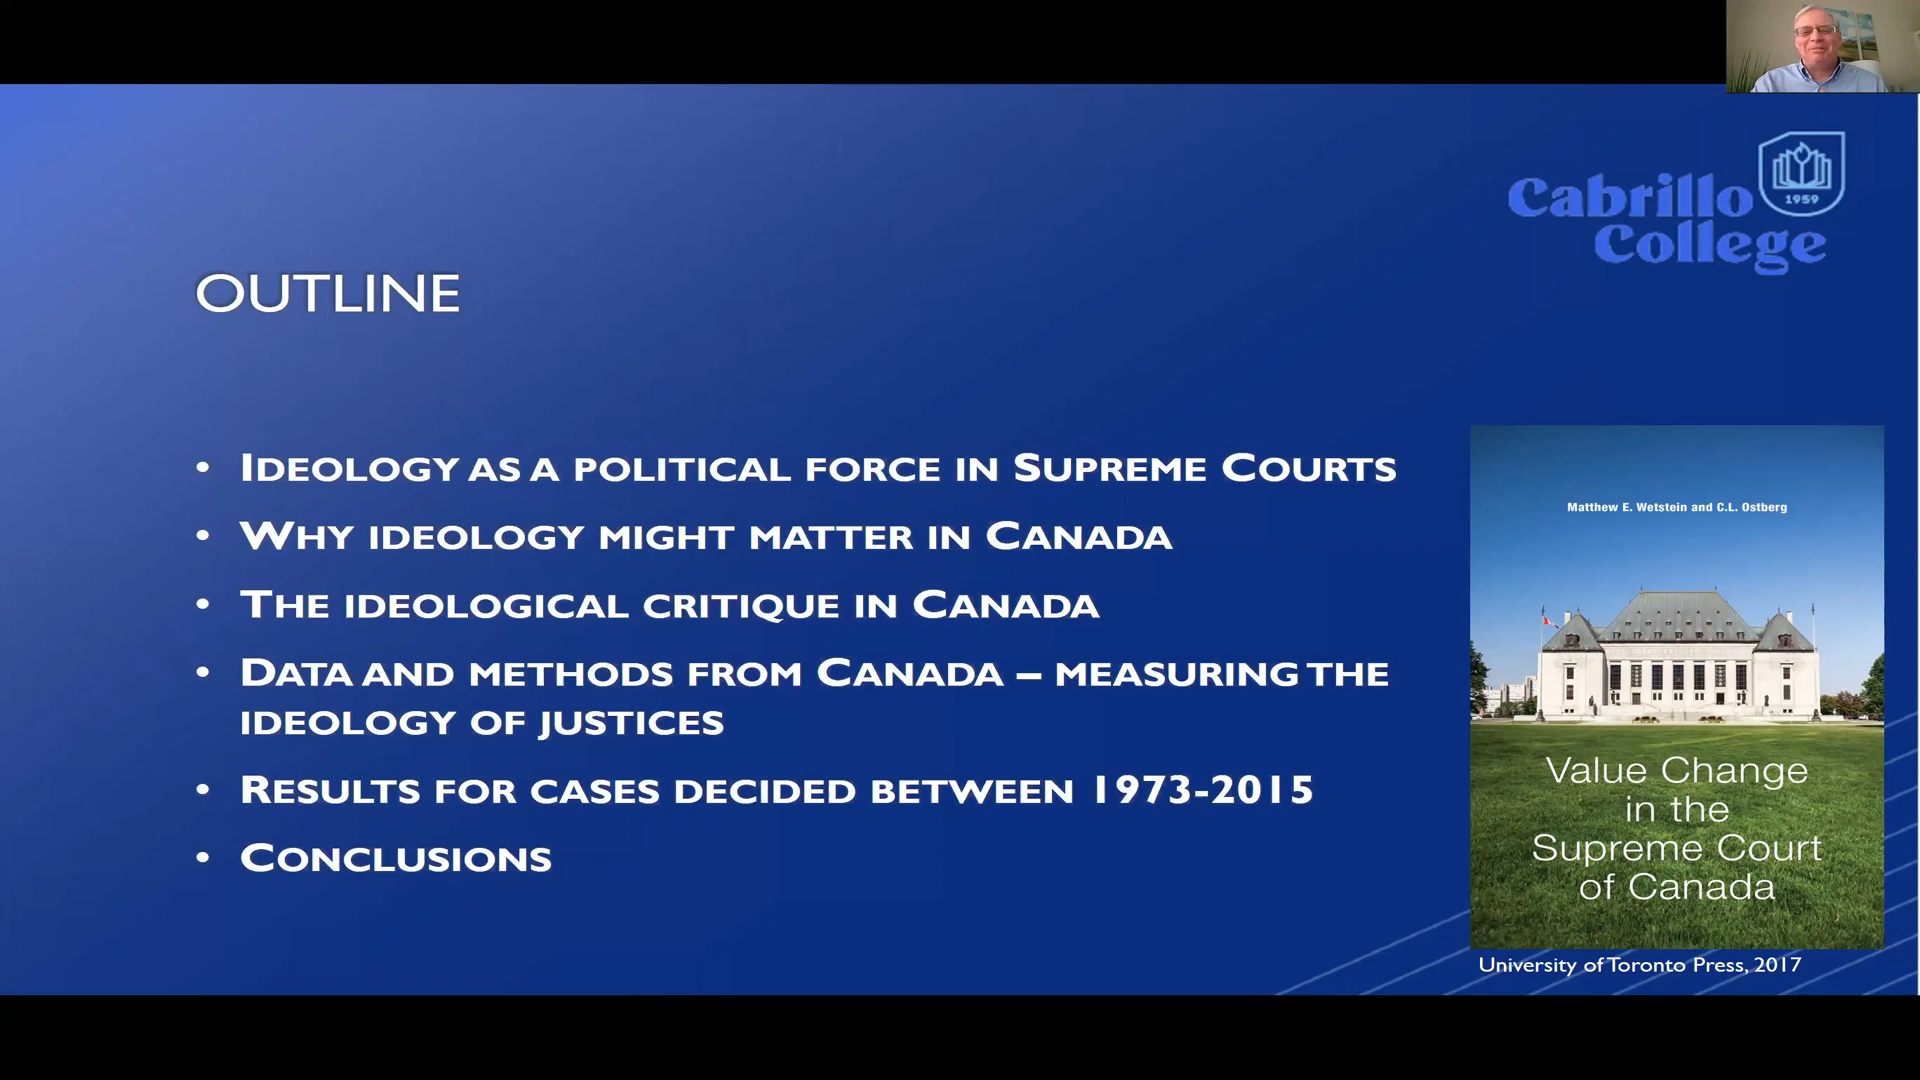 Cabrillo
College
1959
OUTLINE
• IDEOLOGY AS A POLITICAL FORCE IN SUPREME COURTS
• WHY IDEOLOGY MIGHT MATTER IN CANADA
• THE IDEOLOGICAL CRITIQUE IN CANADA
• DATA AND METHODS FROM CANADA – MEASURING THE
IDEOLOGY OF JUSTICES
• RESULTS FOR CASES DECIDED BETWEEN 1973-2015
• CONCLUSIONS
Matthew E. Wetstein and C.L. Ostberg
Value Change
in the
Supreme Court
of Canada
University of Toronto Press, 2017